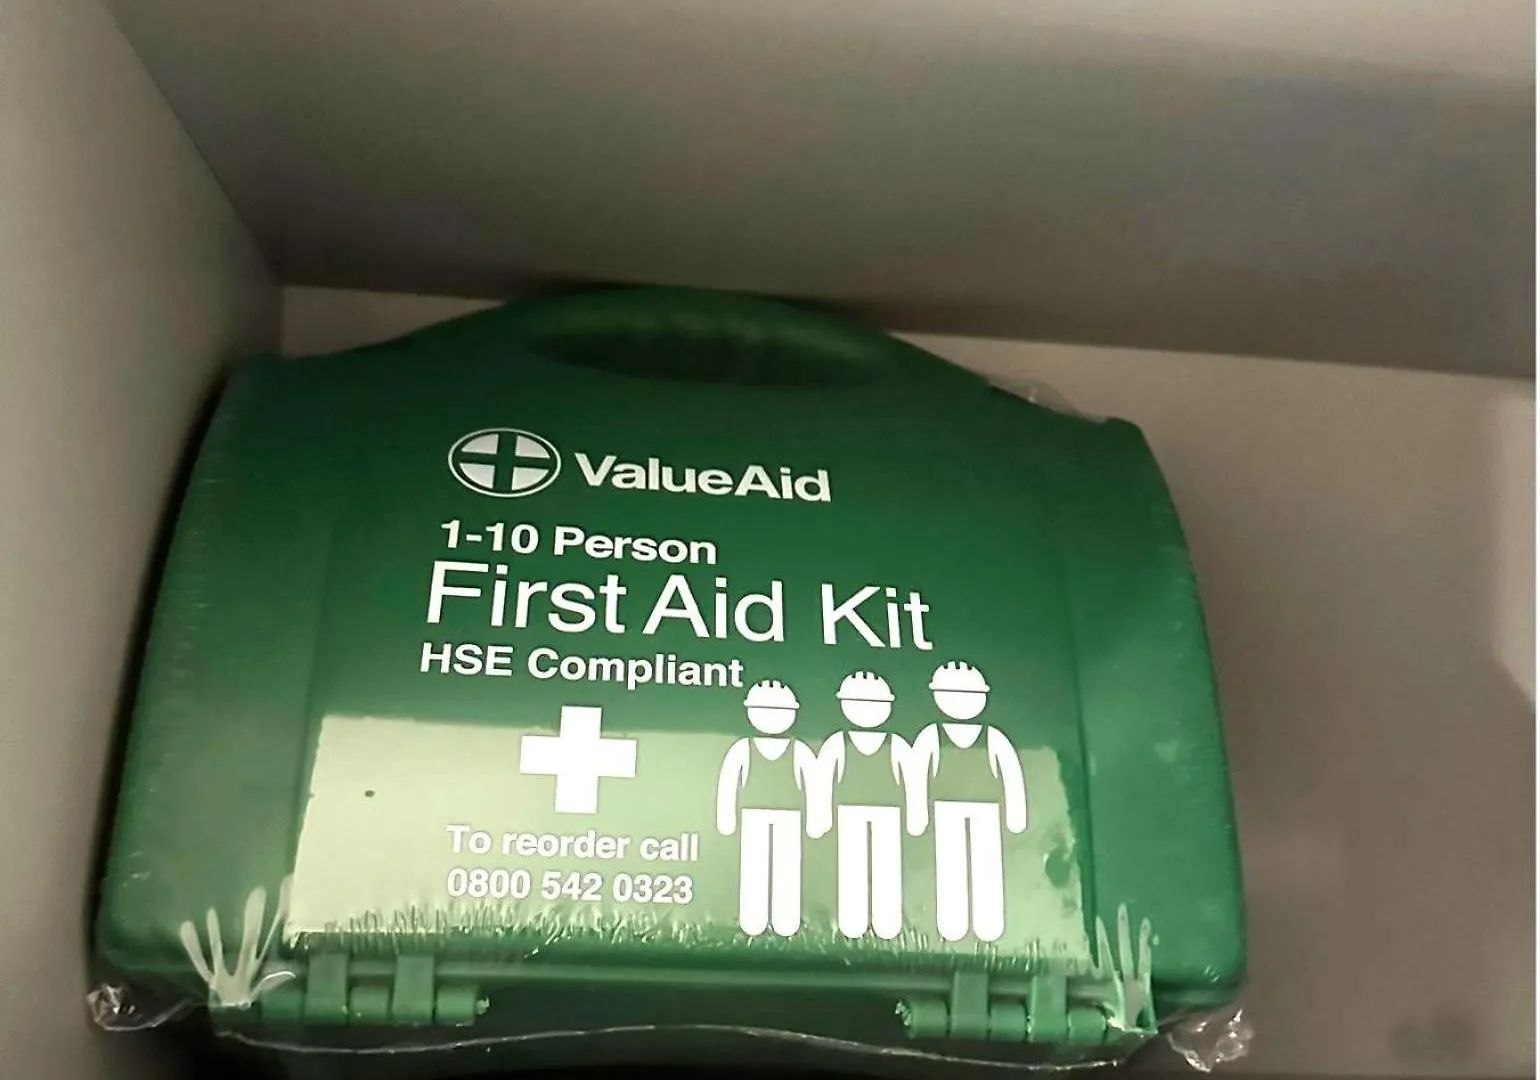 ValueAid
1-10 Person
First Aid Kit
HSE Compliant
To reorder call
0800 542 0323